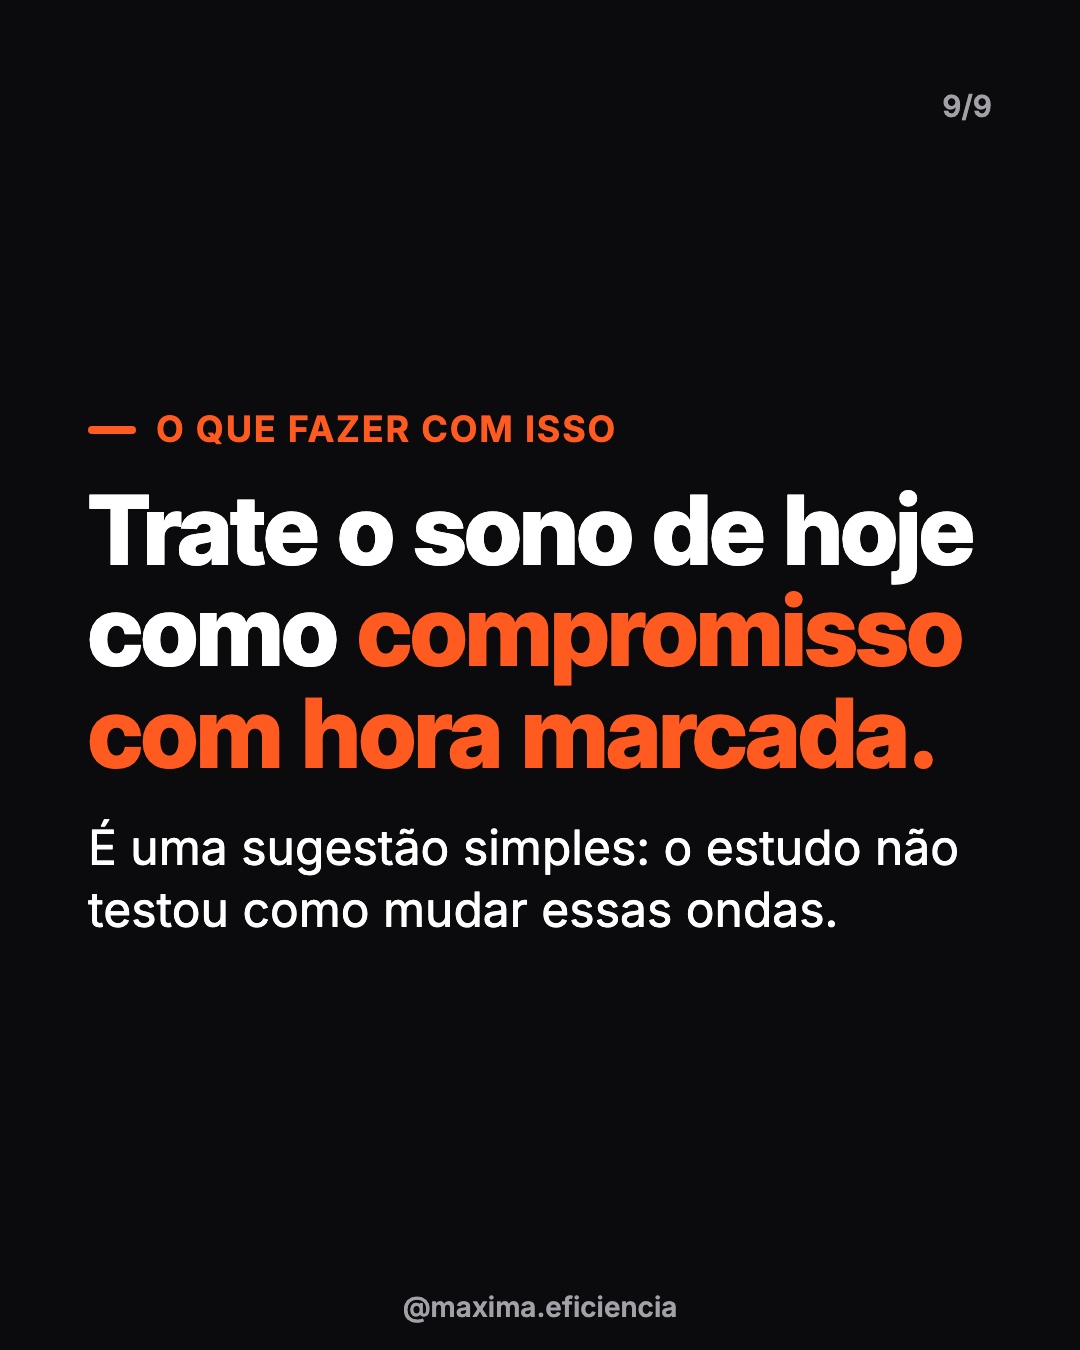 9/9
O QUE FAZER COM ISSO
Trate o sono de hoje
como compromisso
com hora marcada.
É uma sugestão simples: o estudo não
testou como mudar essas ondas.
@maxima.eficiencia